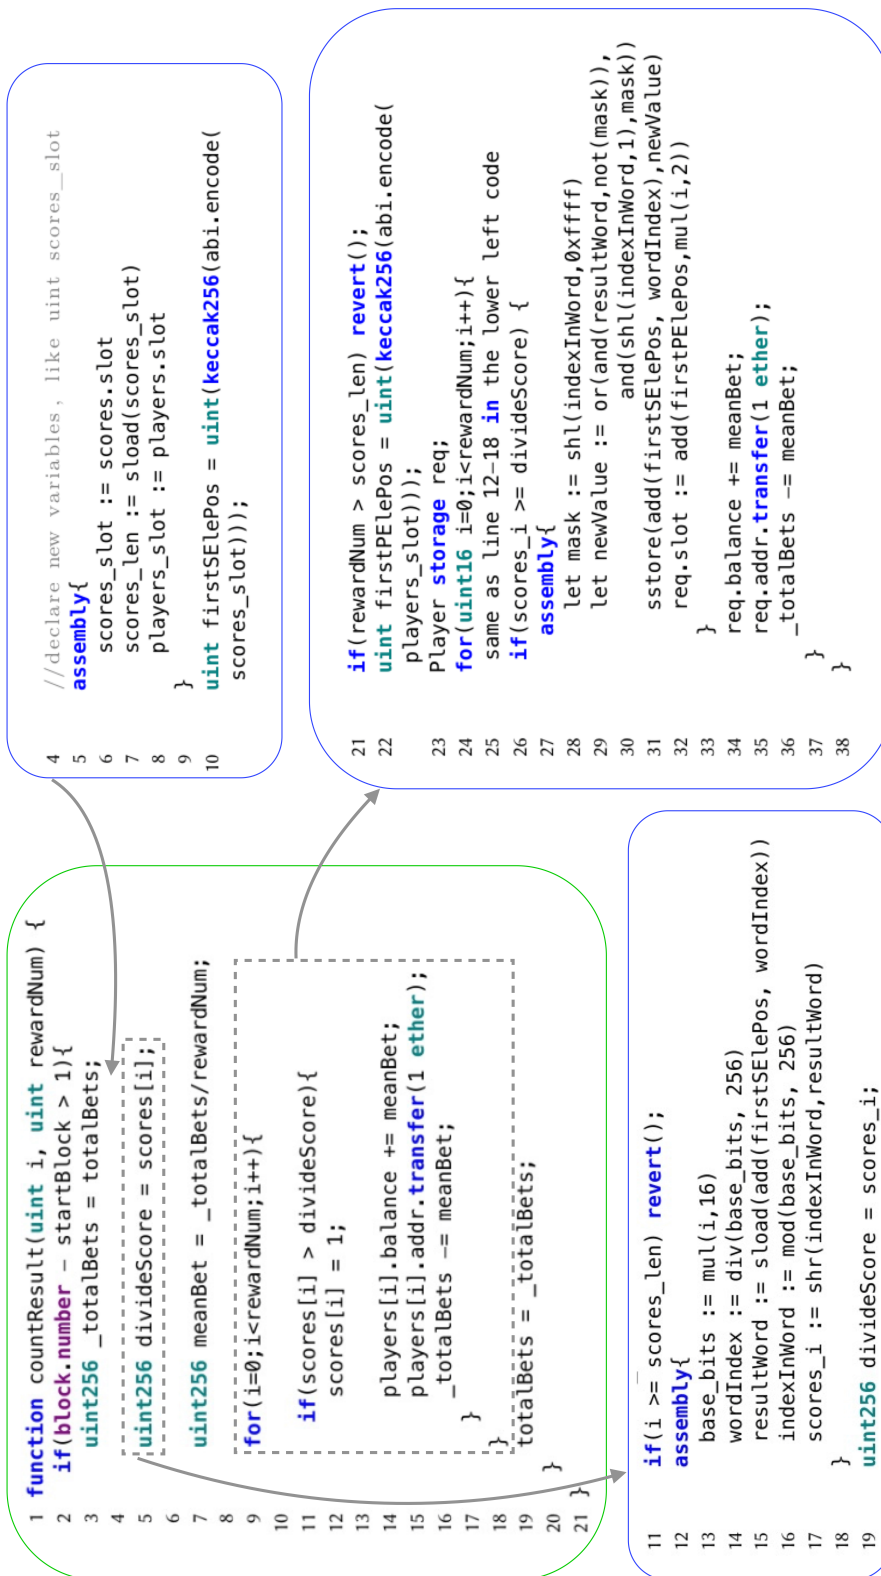 1 function countResult(uint i, uint rewardNum) {
2 if(block.number − startBlock > 1){
3 uint256 _totalBets = totalBets;
4
5 uint256 divideScore = scores[i];
6
7 uint256 meanBet = _totalBets/rewardNum;
8
9 for(i=0;i<rewardNum;i++){
10
11 if(scores[i] > divideScore){
12 scores[i] = 1;
13
14 players[i].balance += meanBet;
15 players[i].addr.transfer(1 ether);
16 _totalBets −= meanBet;
17 }
18 }
19 totalBets = _totalBets;
20 }
21 }
4 //declare new variables, like uint scores_slot
5 assembly{
6 scores_slot := scores.slot
7 scores_len := sload(scores_slot)
8 players_slot := players.slot
9 }
10 uint firstSElePos = uint(keccak256(abi.encode(
scores_slot)));
11 if(i >= scores_len) revert();
12 assembly{
13 base_bits := mul(i,16)
14 wordIndex := div(base_bits, 256)
15 resultWord := sload(add(firstSElePos, wordIndex))
16 indexInWord := mod(base_bits, 256)
17 scores_i := shr(indexInWord,resultWord)
18 }
19 uint256 divideScore = scores_i;
21 if(rewardNum > scores_len) revert();
22 uint firstPElePos = uint(keccak256(abi.encode(
players_slot)));
23 Player storage req;
24 for(uint16 i=0;i<rewardNum;i++){
25 same as line 12−18 in the lower left code
26 if(scores_i >= divideScore) {
27 assembly{
28 let mask := shl(indexInWord,0xffff)
29 let newValue := or(and(resultWord,not(mask)),
30 and(shl(indexInWord,1),mask))
31 sstore(add(firstSElePos, wordIndex),newValue)
32 req.slot := add(firstPElePos,mul(i,2))
33 }
34 req.balance += meanBet;
35 req.addr.transfer(1 ether);
36 _totalBets −= meanBet;
37 }
38 }